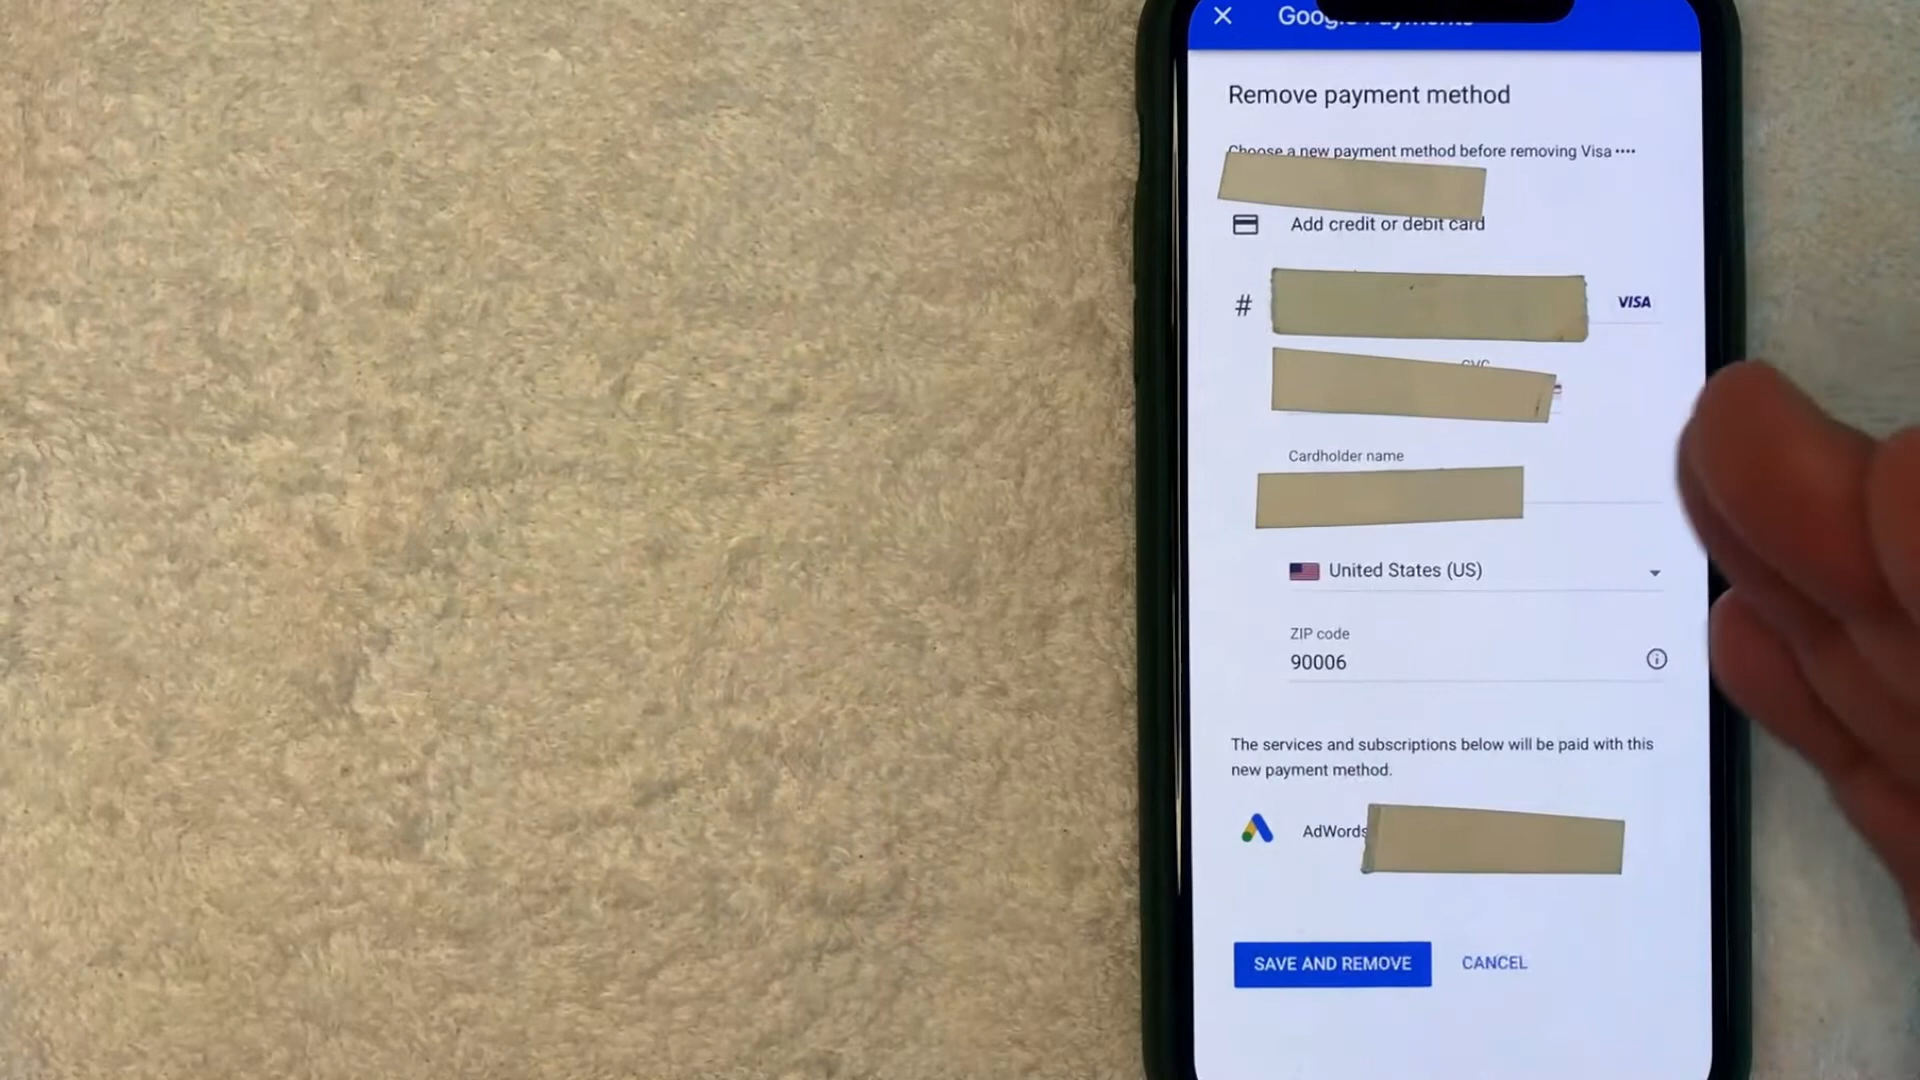 Remove payment method
Choose a new payment method before removing Visa ••••
Add credit or debit card
#
VISA
CVC
Cardholder name
United States (US)
ZIP code
90006
The services and subscriptions below will be paid with this
new payment method.
AdWords
SAVE AND REMOVE
CANCEL